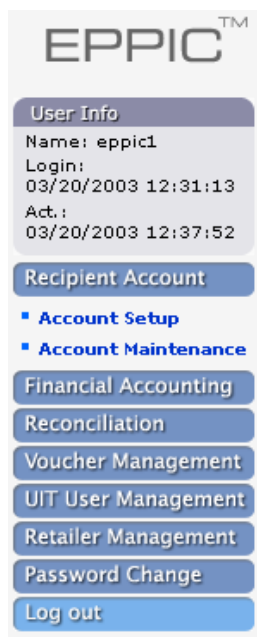 EPPIC™
User Info
Name: eppic1
Login:
03/20/2003 12:31:13
Act.:
03/20/2003 12:37:52
Recipient Account
Account Setup
Account Maintenance
Financial Accounting
Reconciliation
Voucher Management
UIT User Management
Retailer Management
Password Change
Log out